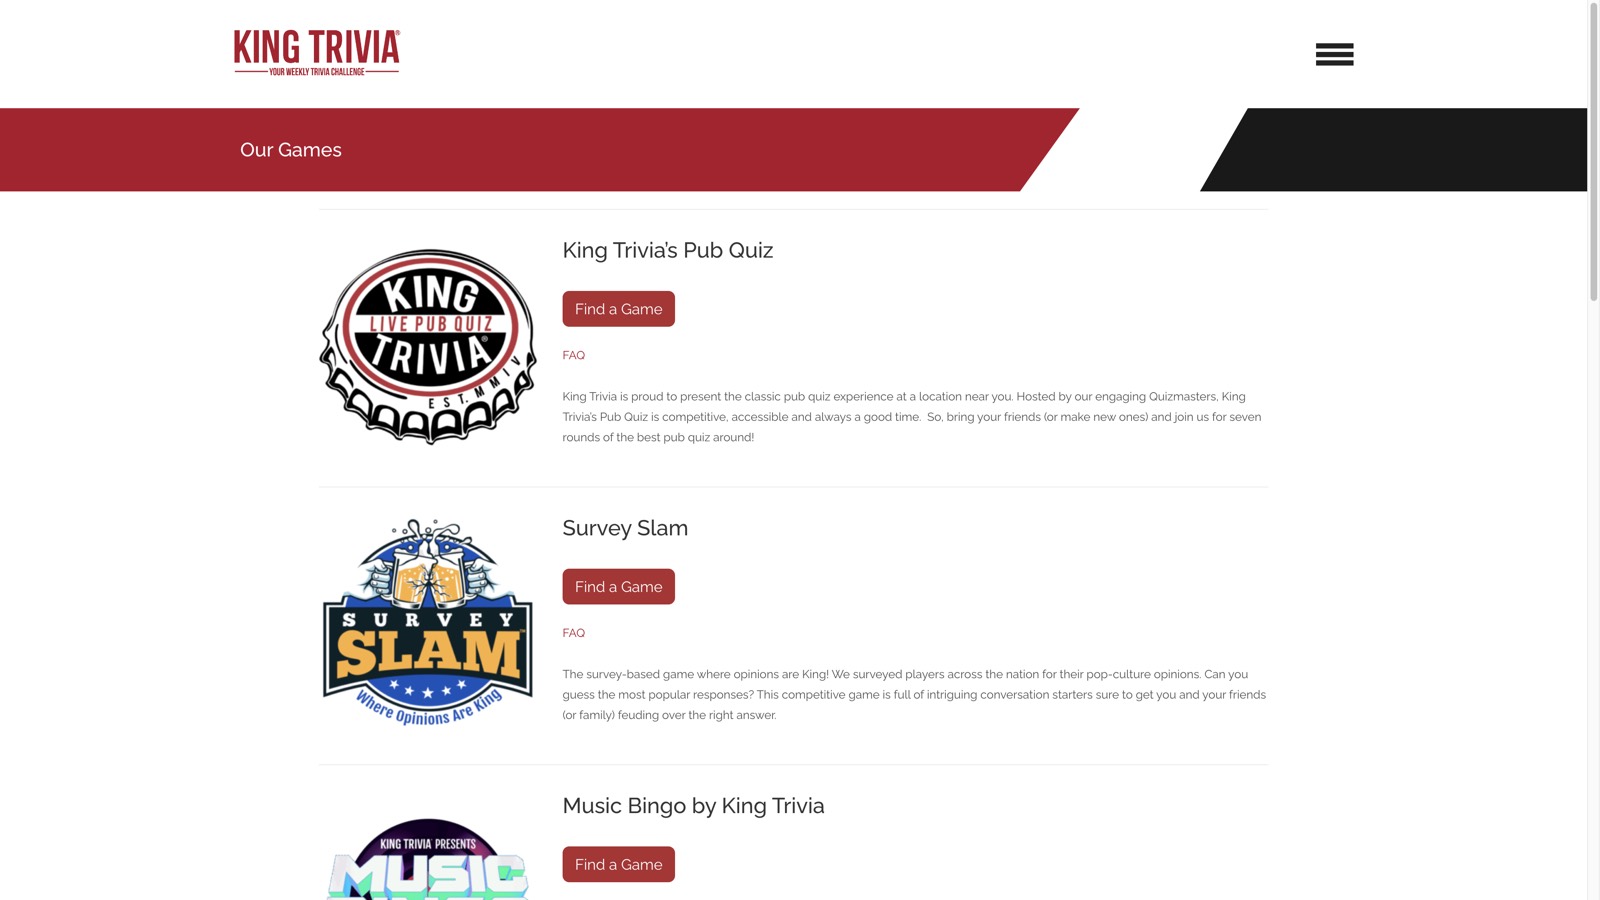 KING TRIVIA®
YOUR WEEKLY TRIVIA CHALLENGE
Our Games
KING
LIVE PUB QUIZ
TRIVIA®
EST. MMIV
King Trivia’s Pub Quiz
Find a Game
FAQ
King Trivia is proud to present the classic pub quiz experience at a location near you. Hosted by our engaging Quizmasters, King
Trivia’s Pub Quiz is competitive, accessible and always a good time.  So, bring your friends (or make new ones) and join us for seven
rounds of the best pub quiz around!
SURVEY
SLAM™
Where Opinions Are King
Survey Slam
Find a Game
FAQ
The survey-based game where opinions are King! We surveyed players across the nation for their pop-culture opinions. Can you
guess the most popular responses? This competitive game is full of intriguing conversation starters sure to get you and your friends
(or family) feuding over the right answer.
KING TRIVIA PRESENTS
MUSIC
Music Bingo by King Trivia
Find a Game